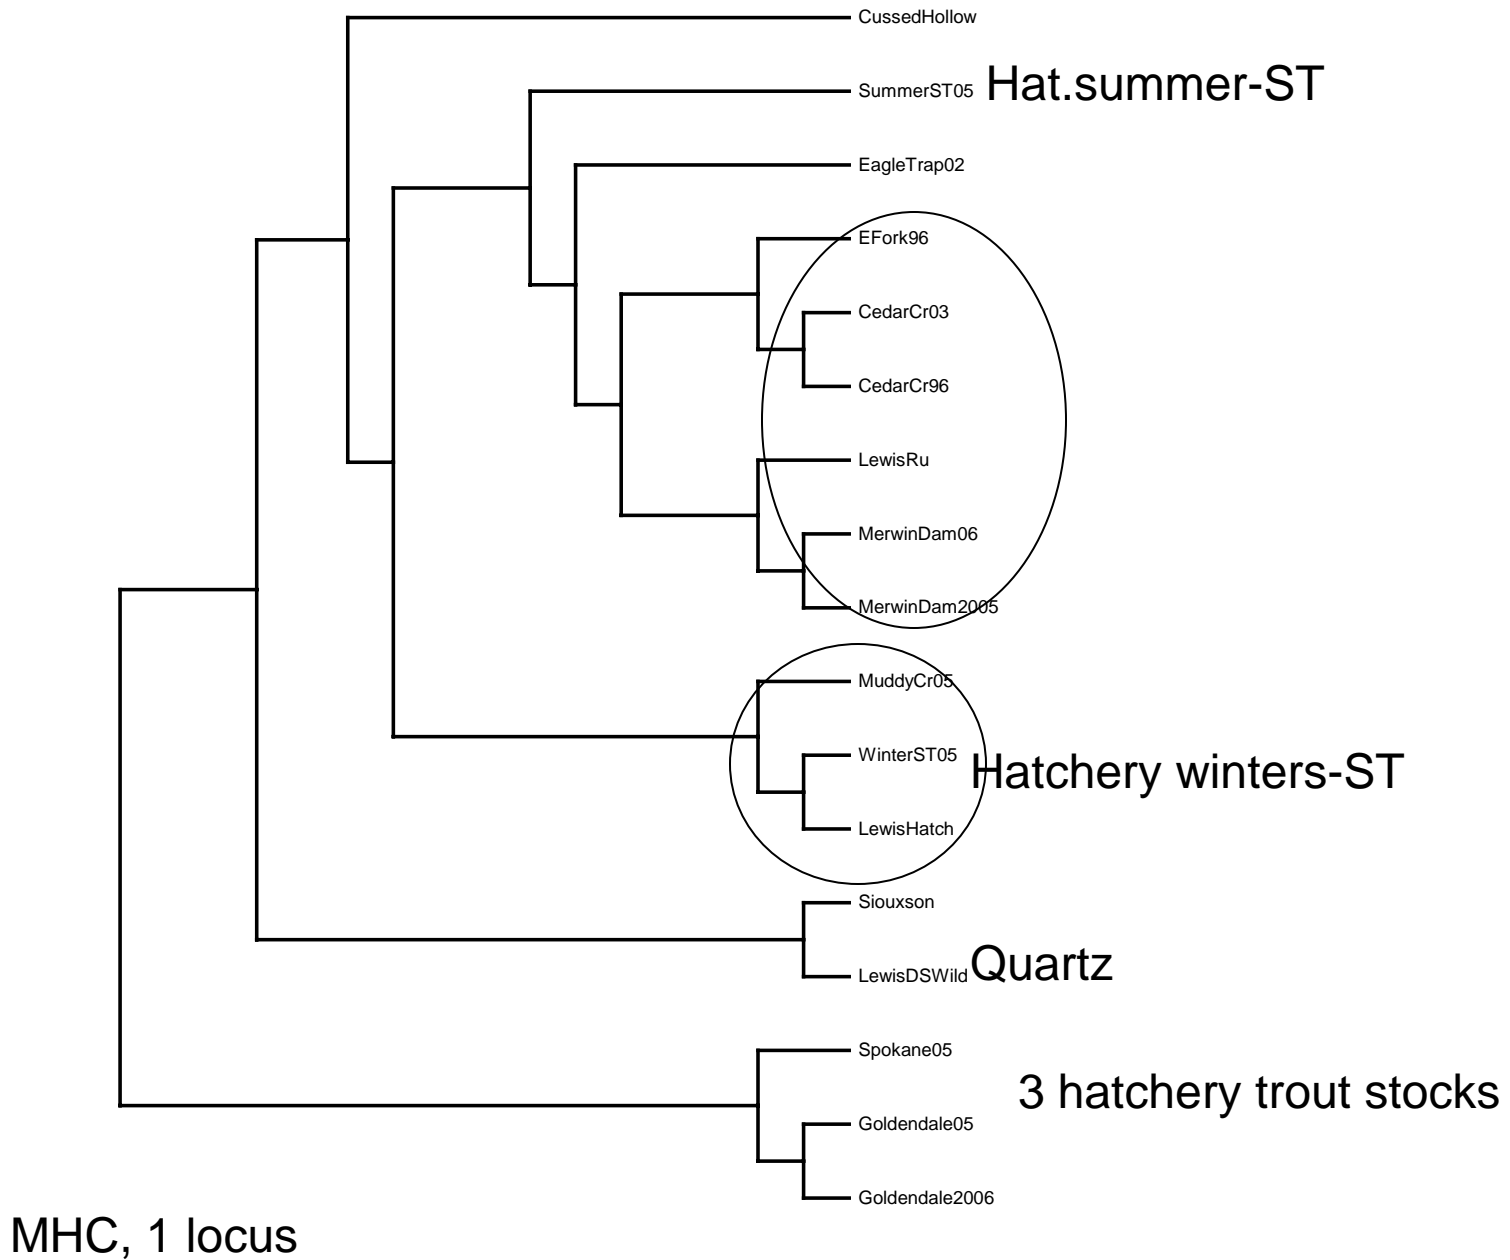 CussedHollow
SummerST05 Hat.summer-ST
EagleTrap02
EFork96
CedarCr03
CedarCr96
LewisRu
MerwinDam06
MerwinDam2005
MuddyCr05
WinterST05 Hatchery winters-ST
LewisHatch
Siouxson
LewisDSWild Quartz
Spokane05
3 hatchery trout stocks
Goldendale05
Goldendale2006
MHC, 1 locus